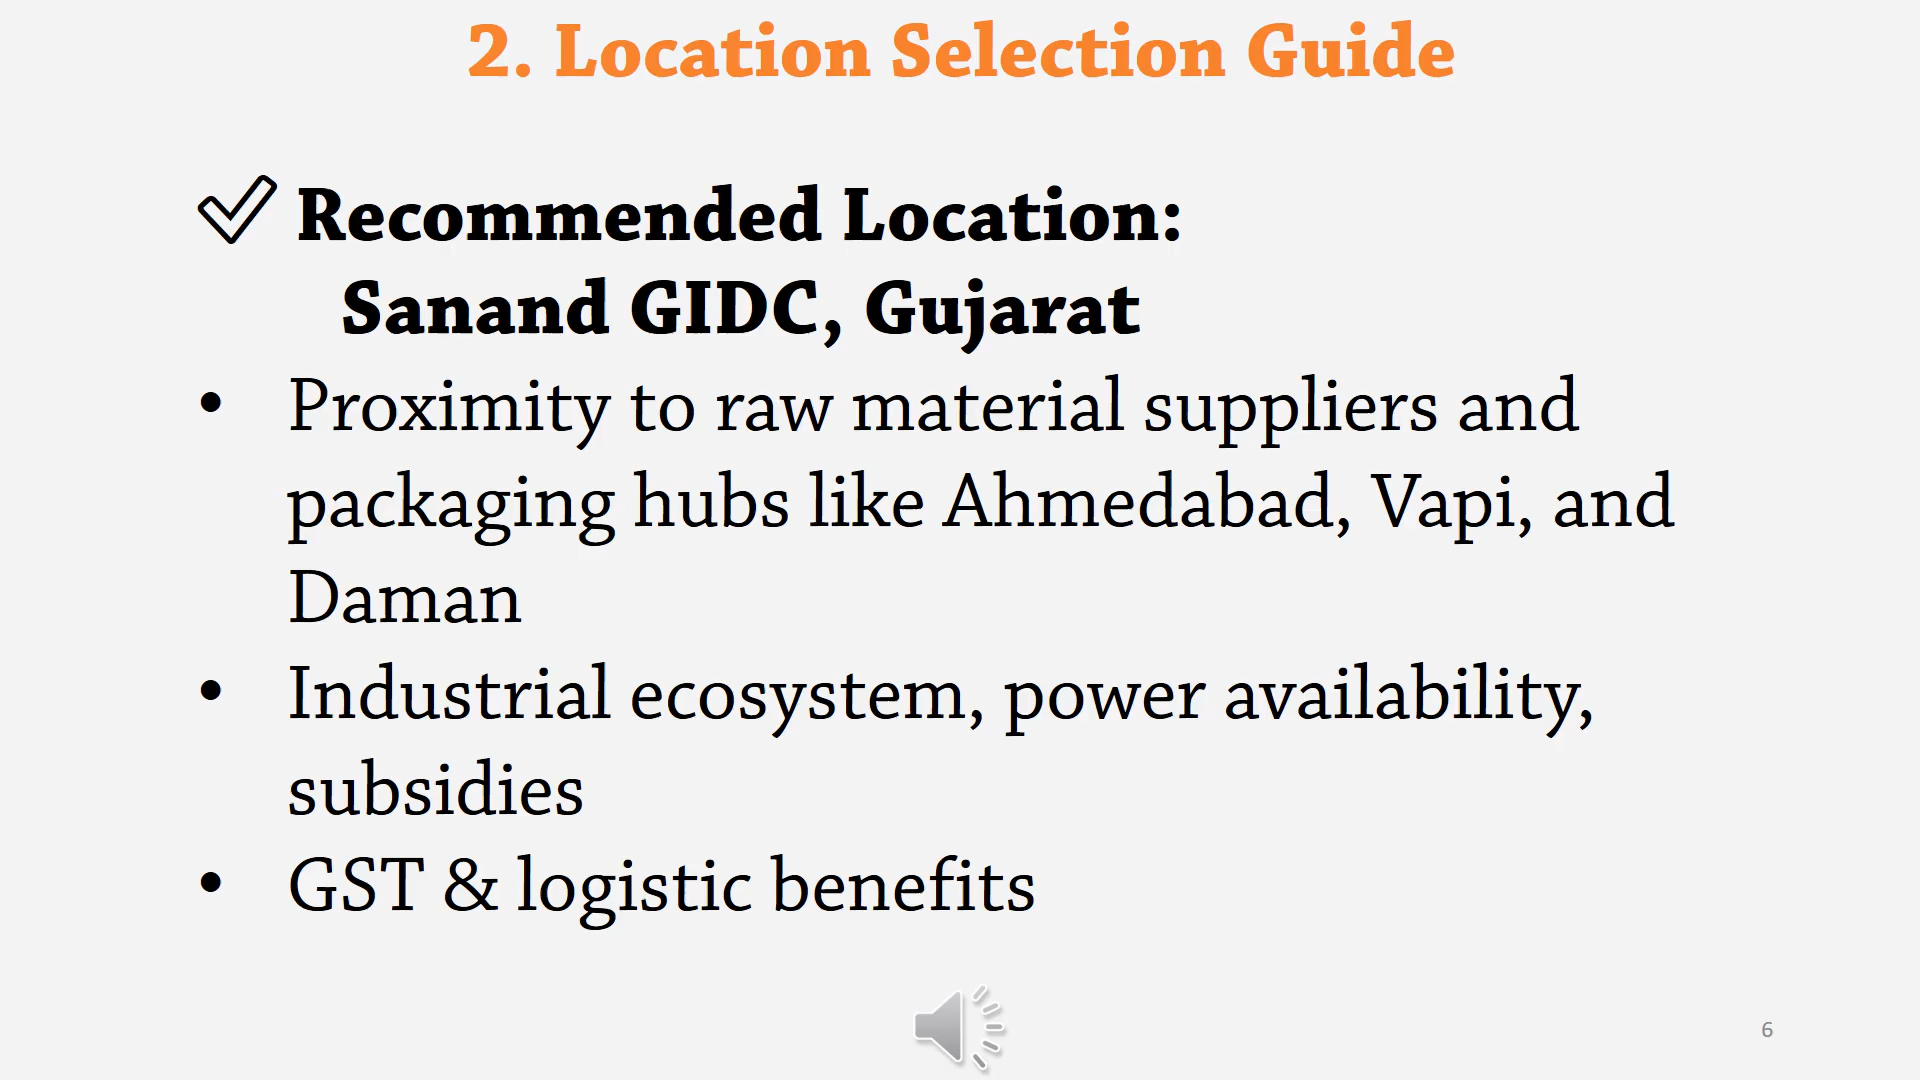 2. Location Selection Guide
Recommended Location:
Sanand GIDC, Gujarat
• Proximity to raw material suppliers and
packaging hubs like Ahmedabad, Vapi, and
Daman
• Industrial ecosystem, power availability,
subsidies
• GST & logistic benefits
6